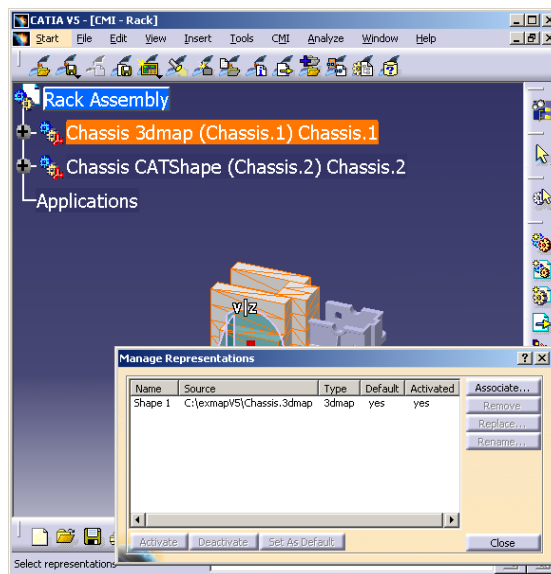 CATIA V5 - [CMI - Rack]
Start File Edit View Insert Tools CMI Analyze Window Help
Rack Assembly
Chassis 3dmap (Chassis.1) Chassis.1
Chassis CATShape (Chassis.2) Chassis.2
Applications
v|z
Manage Representations
Name Source Type Default Activated
Shape 1 C:\exmapV5\Chassis.3dmap 3dmap yes yes
Associate...
Remove
Replace...
Rename...
Activate Deactivate Set As Default Close
Select representations